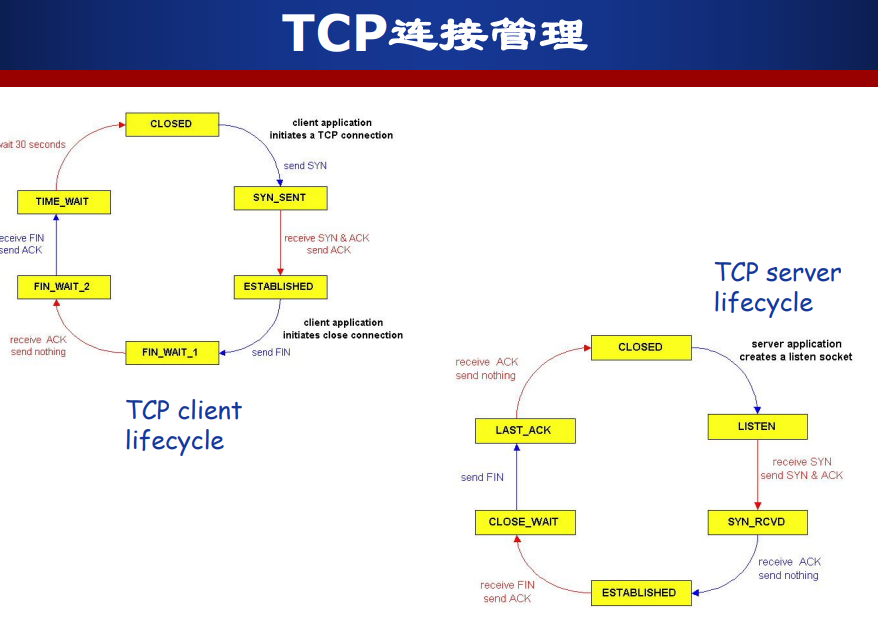 TCP连接管理
CLOSED
client application
initiates a TCP connection
send SYN
SYN_SENT
receive SYN & ACK
send ACK
ESTABLISHED
client application
initiates close connection
send FIN
FIN_WAIT_1
receive ACK
send nothing
FIN_WAIT_2
eceive FIN
send ACK
TIME_WAIT
wait 30 seconds
TCP client
lifecycle
TCP server
lifecycle
CLOSED
server application
creates a listen socket
LISTEN
receive SYN
send SYN & ACK
SYN_RCVD
receive ACK
send nothing
ESTABLISHED
receive FIN
send ACK
CLOSE_WAIT
send FIN
LAST_ACK
receive ACK
send nothing